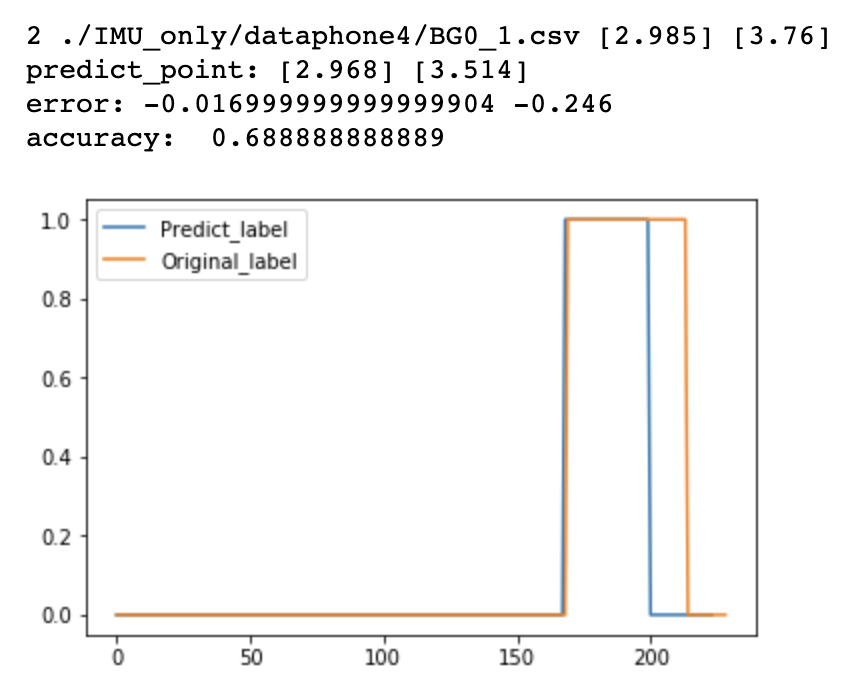 2 ./IMU_only/dataphone4/BG0_1.csv [2.985] [3.76]
predict_point: [2.968] [3.514]
error: -0.016999999999999904 -0.246
accuracy:  0.688888888889
1.0
0.8
0.6
0.4
0.2
0.0
Predict_label
Original_label
0 50 100 150 200